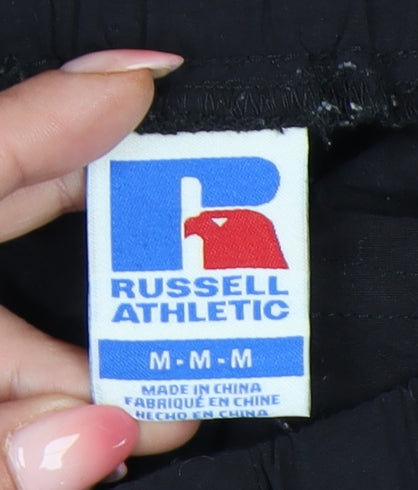 RUSSELL
ATHLETIC
M-M-M
MADE IN CHINA
FABRIQUÉ EN CHINE
HECHO EN CHINA